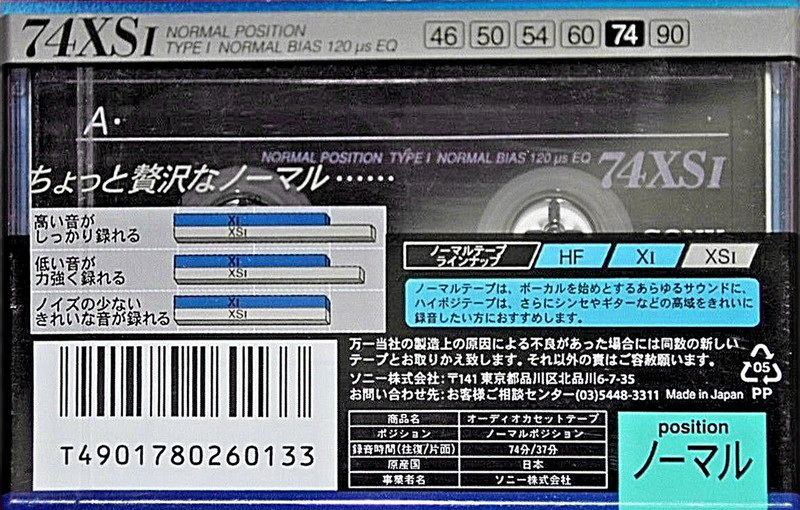 74XSI
NORMAL POSITION
TYPE I NORMAL BIAS 120 μs EQ
46 50 54 60 74 90
A・
NORMAL POSITION TYPE I NORMAL BIAS 120 μs EQ 74XSI
ちょっと贅沢なノーマル……
SONY
高い音が
しっかり録れる
XI
XSI
低い音が
力強く録れる
XI
XSI
ノイズの少ない
きれいな音が録れる
XI
XSI
ノーマルテープ
ラインナップ
HF XI XSI
ノーマルテープは、ボーカルを始めとするあらゆるサウンドに、
ハイポジテープは、さらにシンセやギターなどの高域をきれいに
録音したい方におすすめします。
万一当社の製造上の原因による不良があった場合には同数の新しい
テープとお取りかえ致します。それ以外の責はご容赦願います。
ソニー株式会社:〒141 東京都品川区北品川6-7-35
お問い合わせ先:お客様ご相談センター(03)5448-3311 Made in Japan
05
PP
T4901780260133
商品名 オーディオカセットテープ
ポジション ノーマルポジション
録音時間(往復/片面) 74分/37分
原産国 日本
事業者名 ソニー株式会社
position
ノーマル